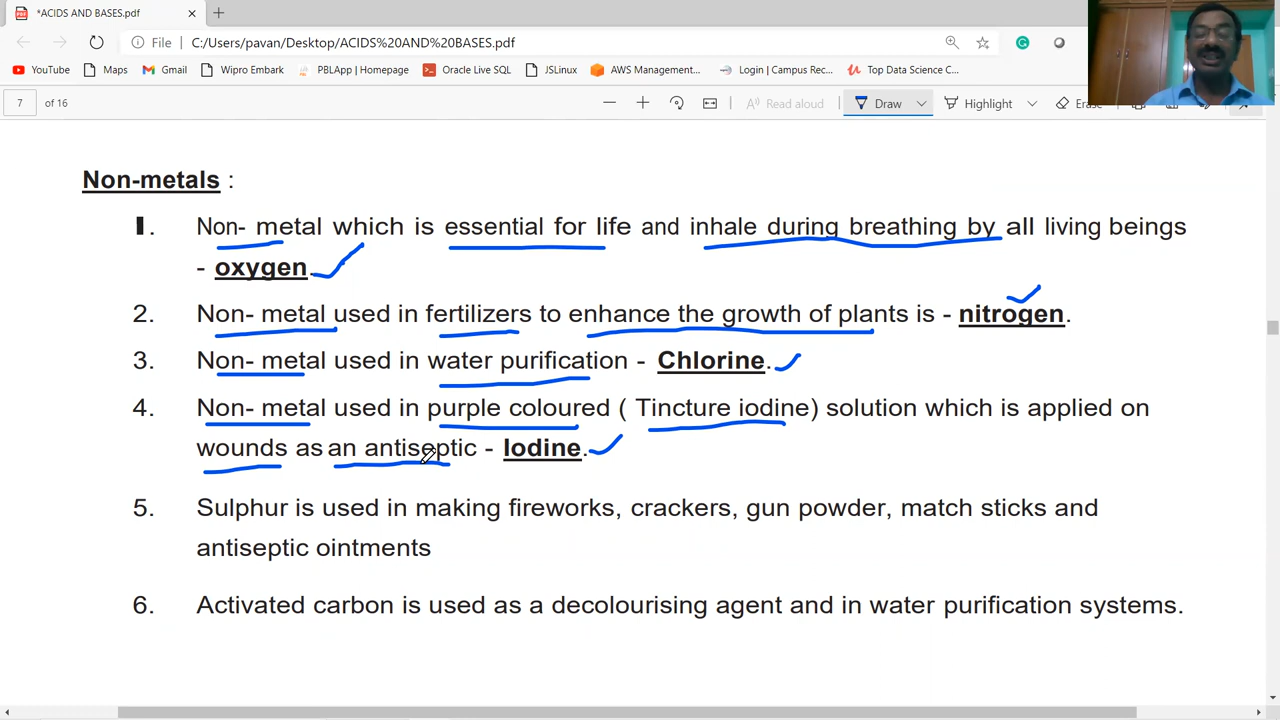 *ACIDS AND BASES.pdf
File C:/Users/pavan/Desktop/ACIDS%20AND%20BASES.pdf
YouTube Maps Gmail Wipro Embark PBLApp | Homepage Oracle Live SQL JSLinux AWS Management... Login | Campus Rec... Top Data Science C...
7 of 16 Read aloud Draw Highlight Erase
Non-metals :
1. Non- metal which is essential for life and inhale during breathing by all living beings
- oxygen.
2. Non- metal used in fertilizers to enhance the growth of plants is - nitrogen.
3. Non- metal used in water purification - Chlorine.
4. Non- metal used in purple coloured ( Tincture iodine) solution which is applied on
wounds as an antiseptic - Iodine.
5. Sulphur is used in making fireworks, crackers, gun powder, match sticks and
antiseptic ointments
6. Activated carbon is used as a decolourising agent and in water purification systems.